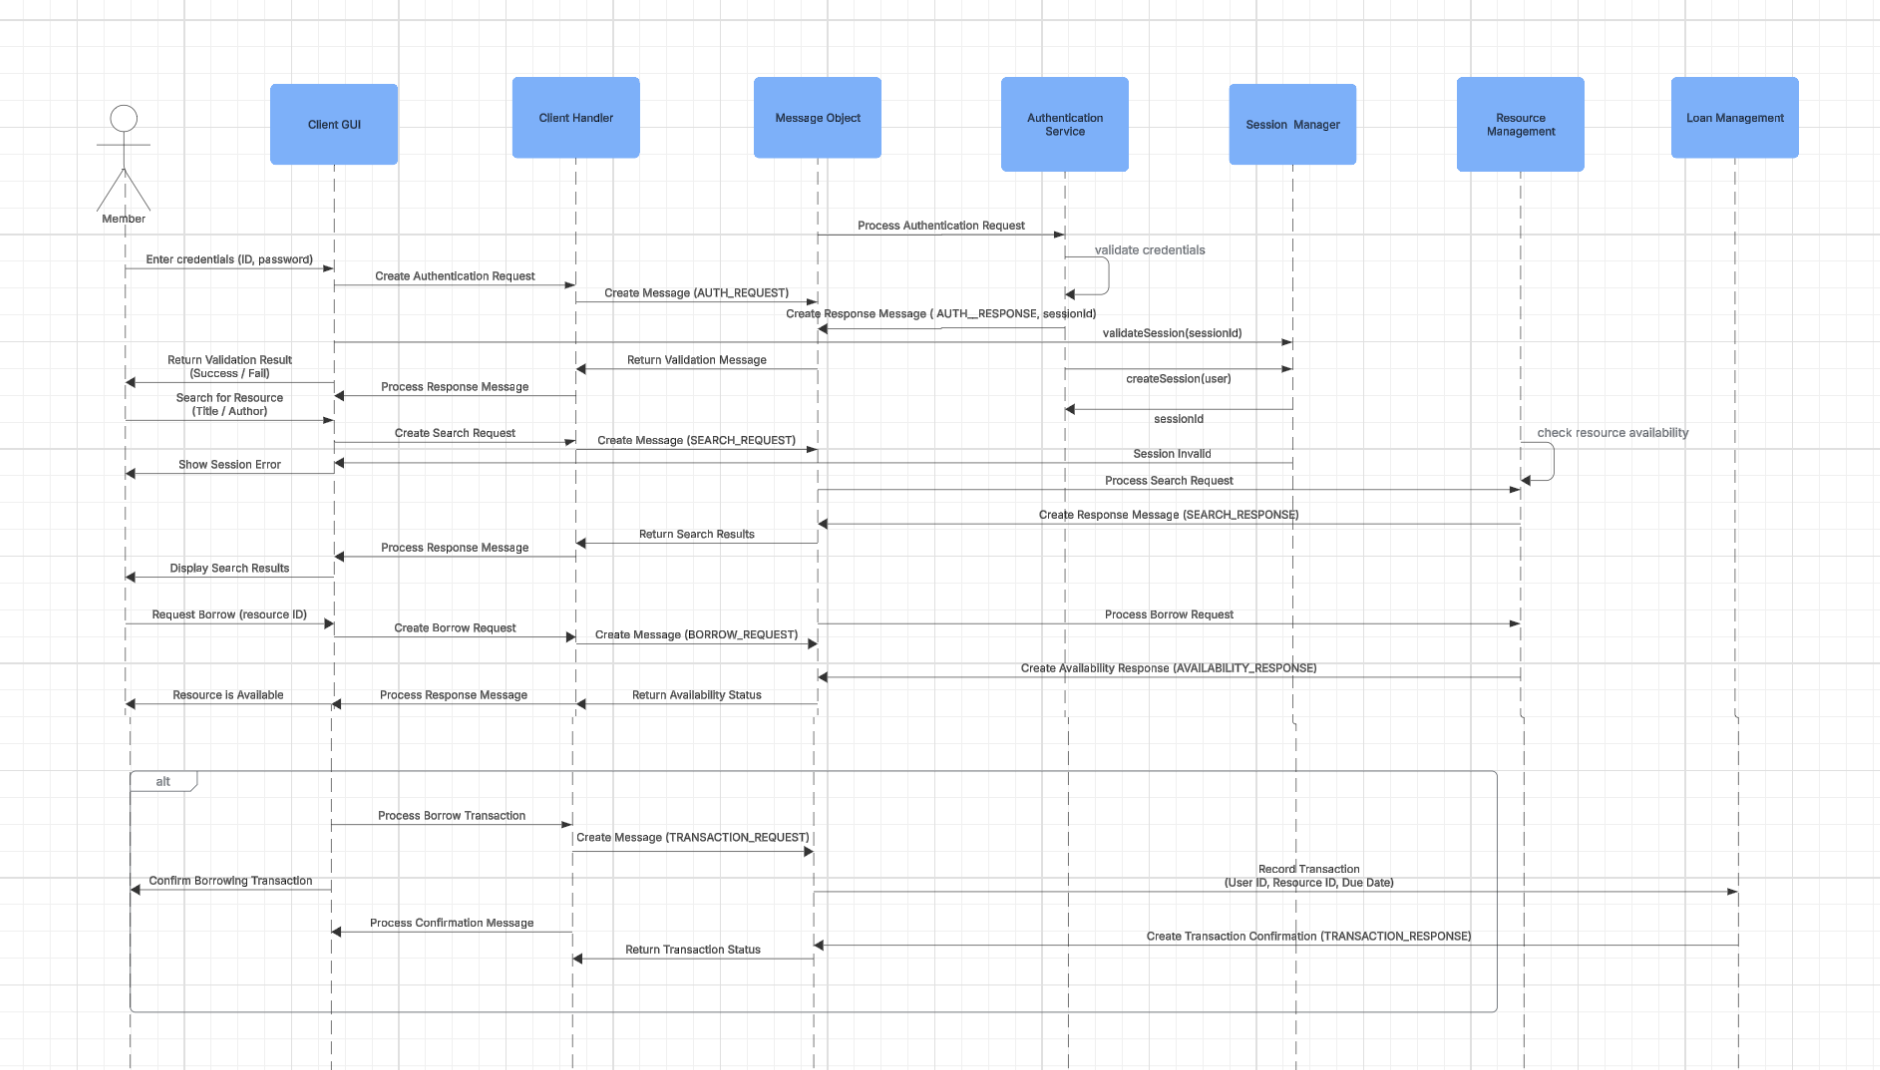 Client GUI
Client Handler
Message Object
Authentication
Service
Session Manager
Resource
Management
Loan Management
Member
Process Authentication Request
validate credentials
Enter credentials (ID, password)
Create Authentication Request
Create Message (AUTH_REQUEST)
Create Response Message ( AUTH__RESPONSE, sessionId)
validateSession(sessionId)
Return Validation Result
(Success / Fail)
Return Validation Message
createSession(user)
Process Response Message
Search for Resource
(Title / Author)
sessionId
Create Search Request
Create Message (SEARCH_REQUEST)
check resource availability
Session Invalid
Show Session Error
Process Search Request
Create Response Message (SEARCH_RESPONSE)
Return Search Results
Process Response Message
Display Search Results
Request Borrow (resource ID)
Process Borrow Request
Create Borrow Request
Create Message (BORROW_REQUEST)
Create Availability Response (AVAILABILITY_RESPONSE)
Resource is Available
Process Response Message
Return Availability Status
alt
Process Borrow Transaction
Create Message (TRANSACTION_REQUEST)
Record Transaction
(User ID, Resource ID, Due Date)
Confirm Borrowing Transaction
Process Confirmation Message
Create Transaction Confirmation (TRANSACTION_RESPONSE)
Return Transaction Status